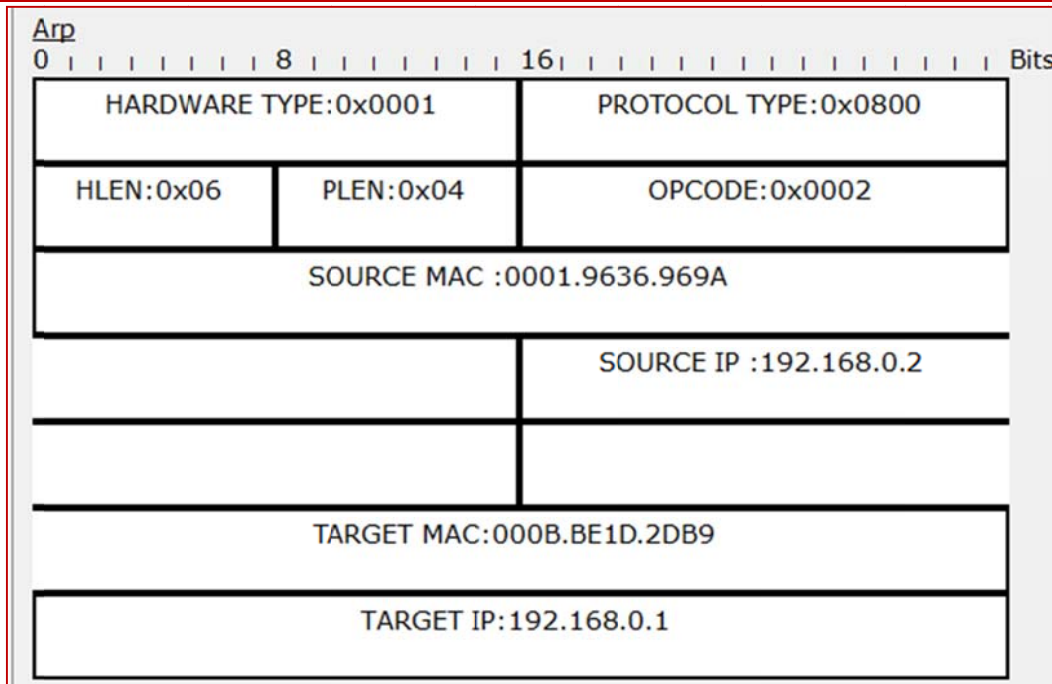 Arp
0 8 16 Bits
HARDWARE TYPE:0x0001 PROTOCOL TYPE:0x0800
HLEN:0x06 PLEN:0x04 OPCODE:0x0002
SOURCE MAC :0001.9636.969A
SOURCE IP :192.168.0.2
TARGET MAC:000B.BE1D.2DB9
TARGET IP:192.168.0.1